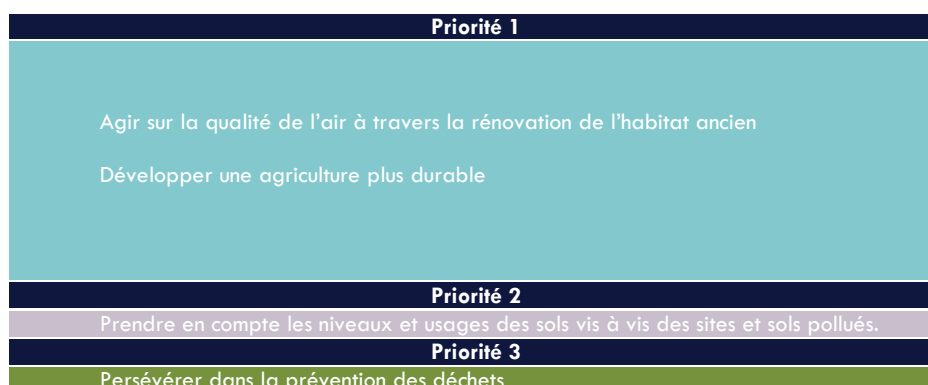 Priorité 1
Agir sur la qualité de l'air à travers la rénovation de l'habitat ancien
Développer une agriculture plus durable
Priorité 2
Prendre en compte les niveaux et usages des sols vis à vis des sites et sols pollués.
Priorité 3
Persévérer dans la prévention des déchets